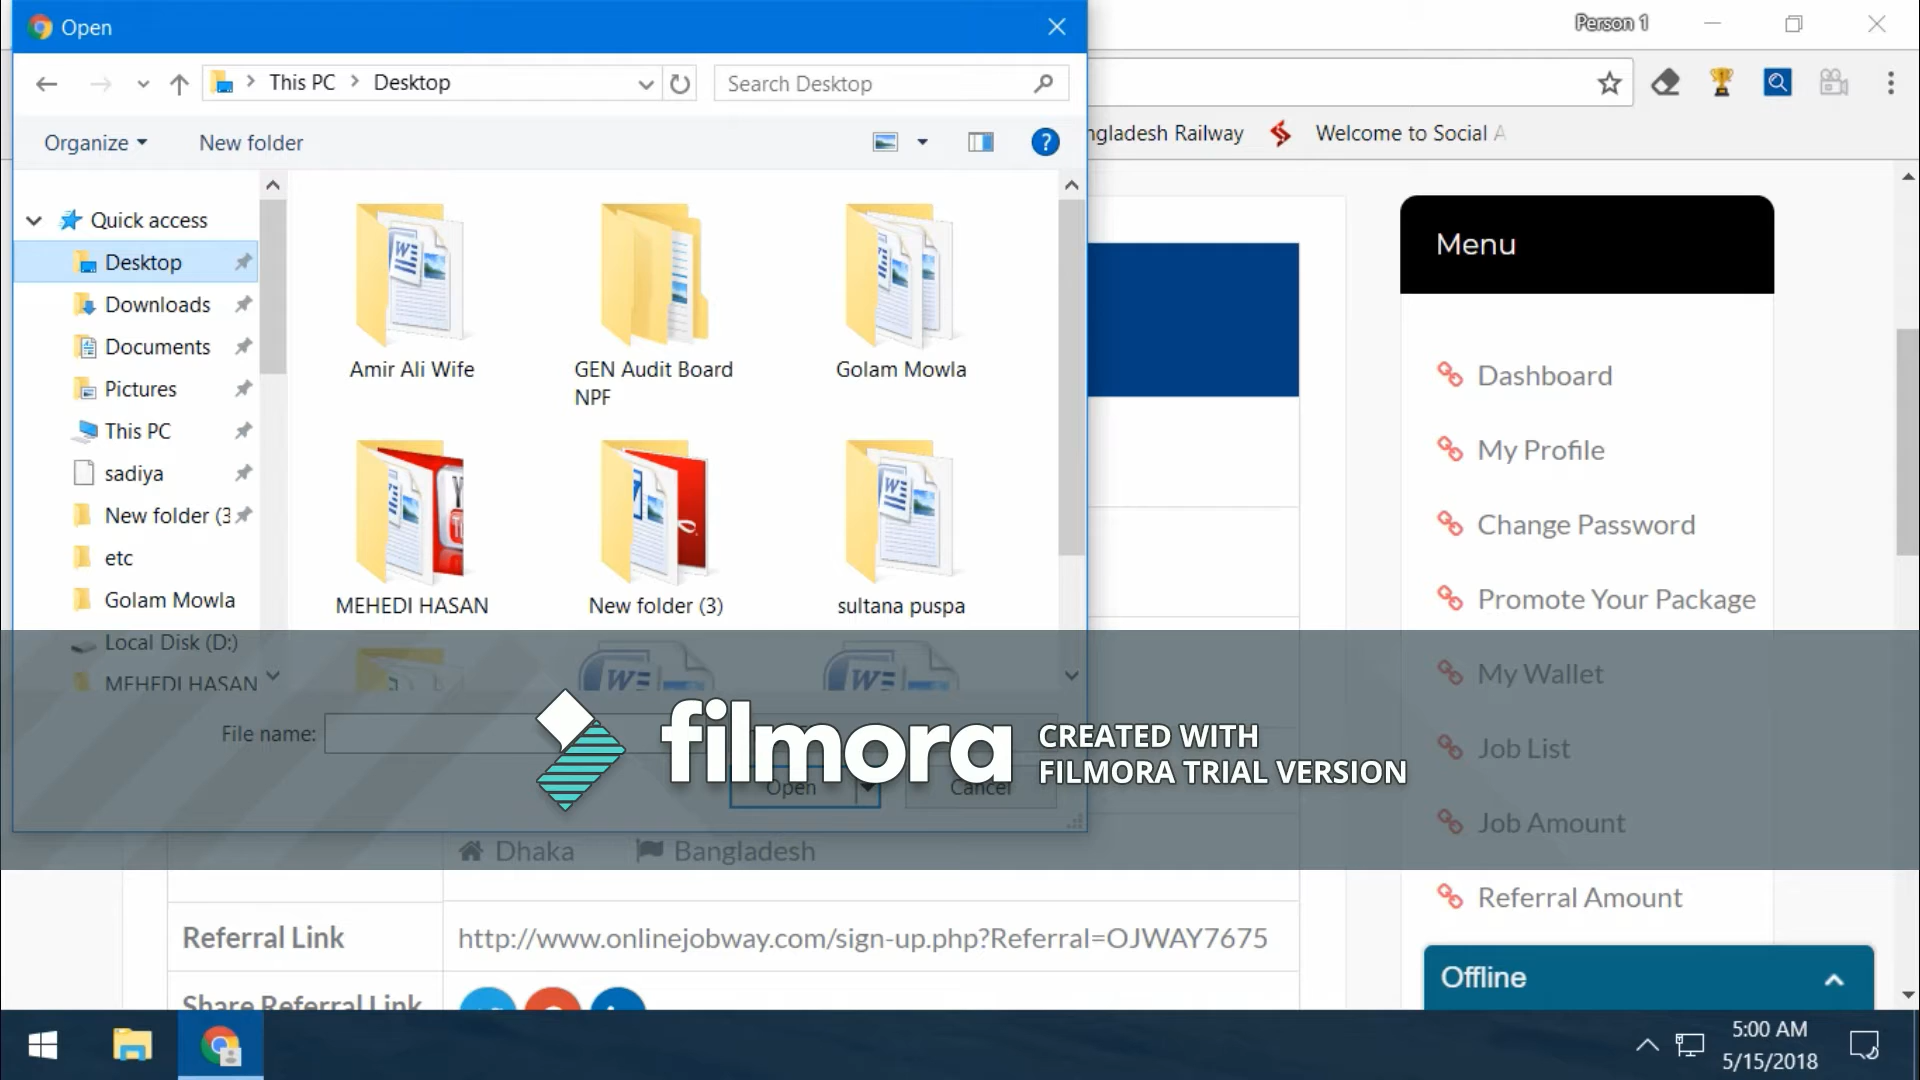 Open
Person 1
This PC
Desktop
Search Desktop
Organize
New folder
ngladesh Railway
Welcome to Social A
Quick access
Desktop
Downloads
Documents
Pictures
This PC
sadiya
New folder (3
etc
Golam Mowla
Local Disk (D:)
MEHEDI HASAN
Amir Ali Wife
GEN Audit Board
NPF
Golam Mowla
MEHEDI HASAN
New folder (3)
sultana puspa
File name:
Open
Cancel
filmora
CREATED WITH
FILMORA TRIAL VERSION
Menu
Dashboard
My Profile
Change Password
Promote Your Package
My Wallet
Job List
Job Amount
Referral Amount
Dhaka
Bangladesh
Referral Link
http://www.onlinejobway.com/sign-up.php?Referral=OJWAY7675
Share Referral Link
Offline
5:00 AM
5/15/2018